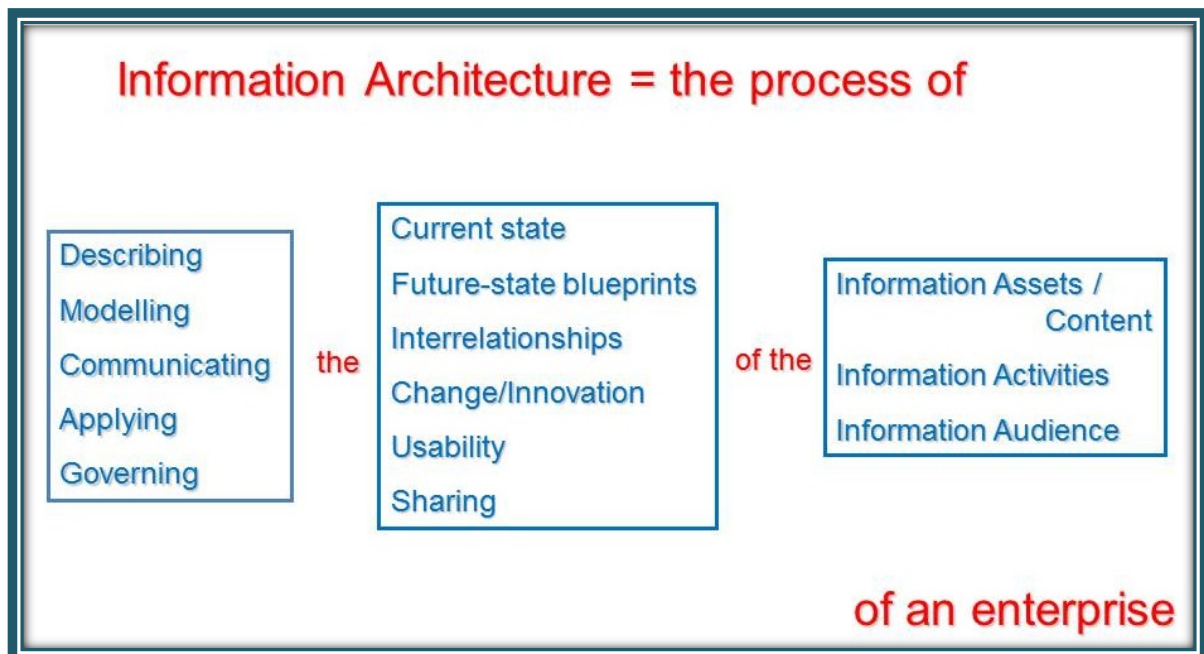 Information Architecture = the process of
Describing
Modelling
Communicating
Applying
Governing
the
Current state
Future-state blueprints
Interrelationships
Change/Innovation
Usability
Sharing
of the
Information Assets /
Content
Information Activities
Information Audience
of an enterprise